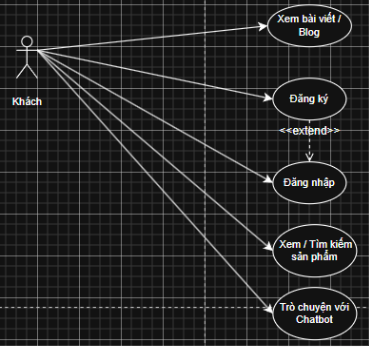 Xem bài viết /
Blog
Khách
Đăng ký
<<extend>>
Đăng nhập
Xem / Tìm kiếm
sản phẩm
Trò chuyện với
Chatbot